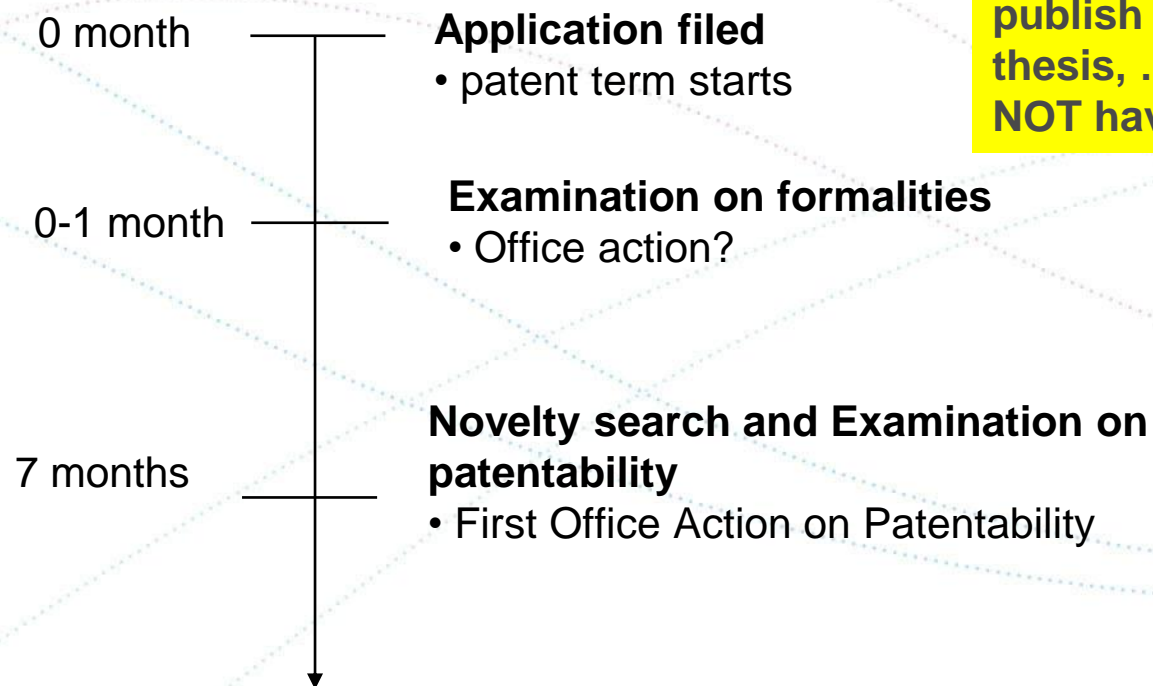 0 month
Application filed
• patent term starts
publish
thesis, .
NOT
0-1 month
Examination on formalities
• Office action?
7 months
Novelty search and Examination on
patentability
• First Office Action on Patentability